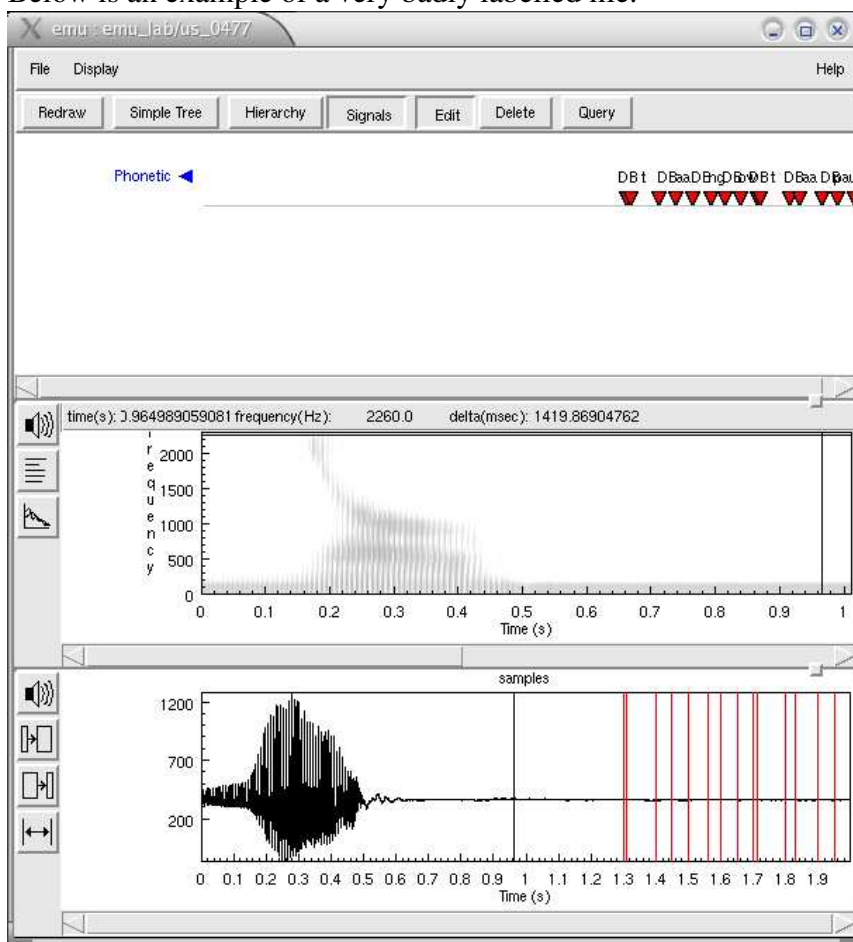 Below is an example of a very badly labelled file.
emu : emu_lab/us_0477
File Display Help
Redraw Simple Tree Hierarchy Signals Edit Delete Query
Phonetic
time(s): 0.964989059081 frequency(Hz): 2260.0 delta(msec): 1419.86904762
frequency
2000
1500
1000
500
0
0 0.1 0.2 0.3 0.4 0.5 0.6 0.7 0.8 0.9 1
Time (s)
samples
1200
700
200
0 0.1 0.2 0.3 0.4 0.5 0.6 0.7 0.8 0.9 1 1.1 1.2 1.3 1.4 1.5 1.6 1.7 1.8 1.9
Time (s)